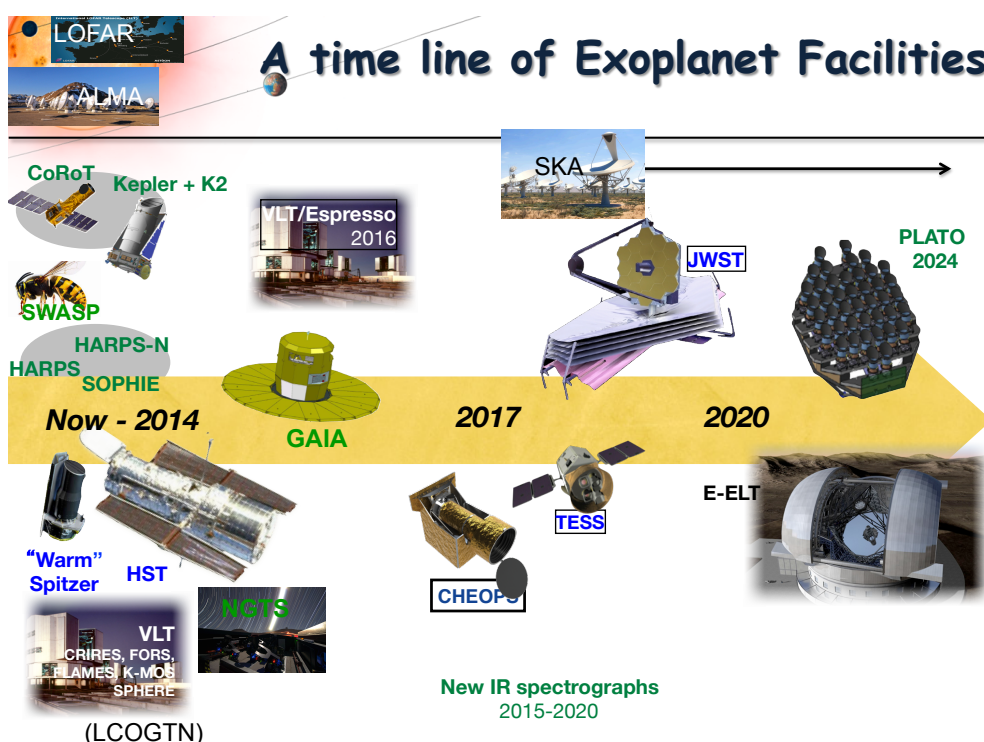 LOFAR
A time line of Exoplanet Facilities
ALMA
SKA
CoRoT
Kepler + K2
VLT/Espresso
2016
JWST
PLATO
2024
SWASP
HARPS-N
HARPS
SOPHIE
Now - 2014
GAIA
2017
2020
E-ELT
TESS
"Warm"
Spitzer
HST
CHEOPS
NGTS
VLT
CRIRES, FORS,
FLAMES, K-MOS
SPHERE
New IR spectrographs
2015-2020
(LCOGTN)